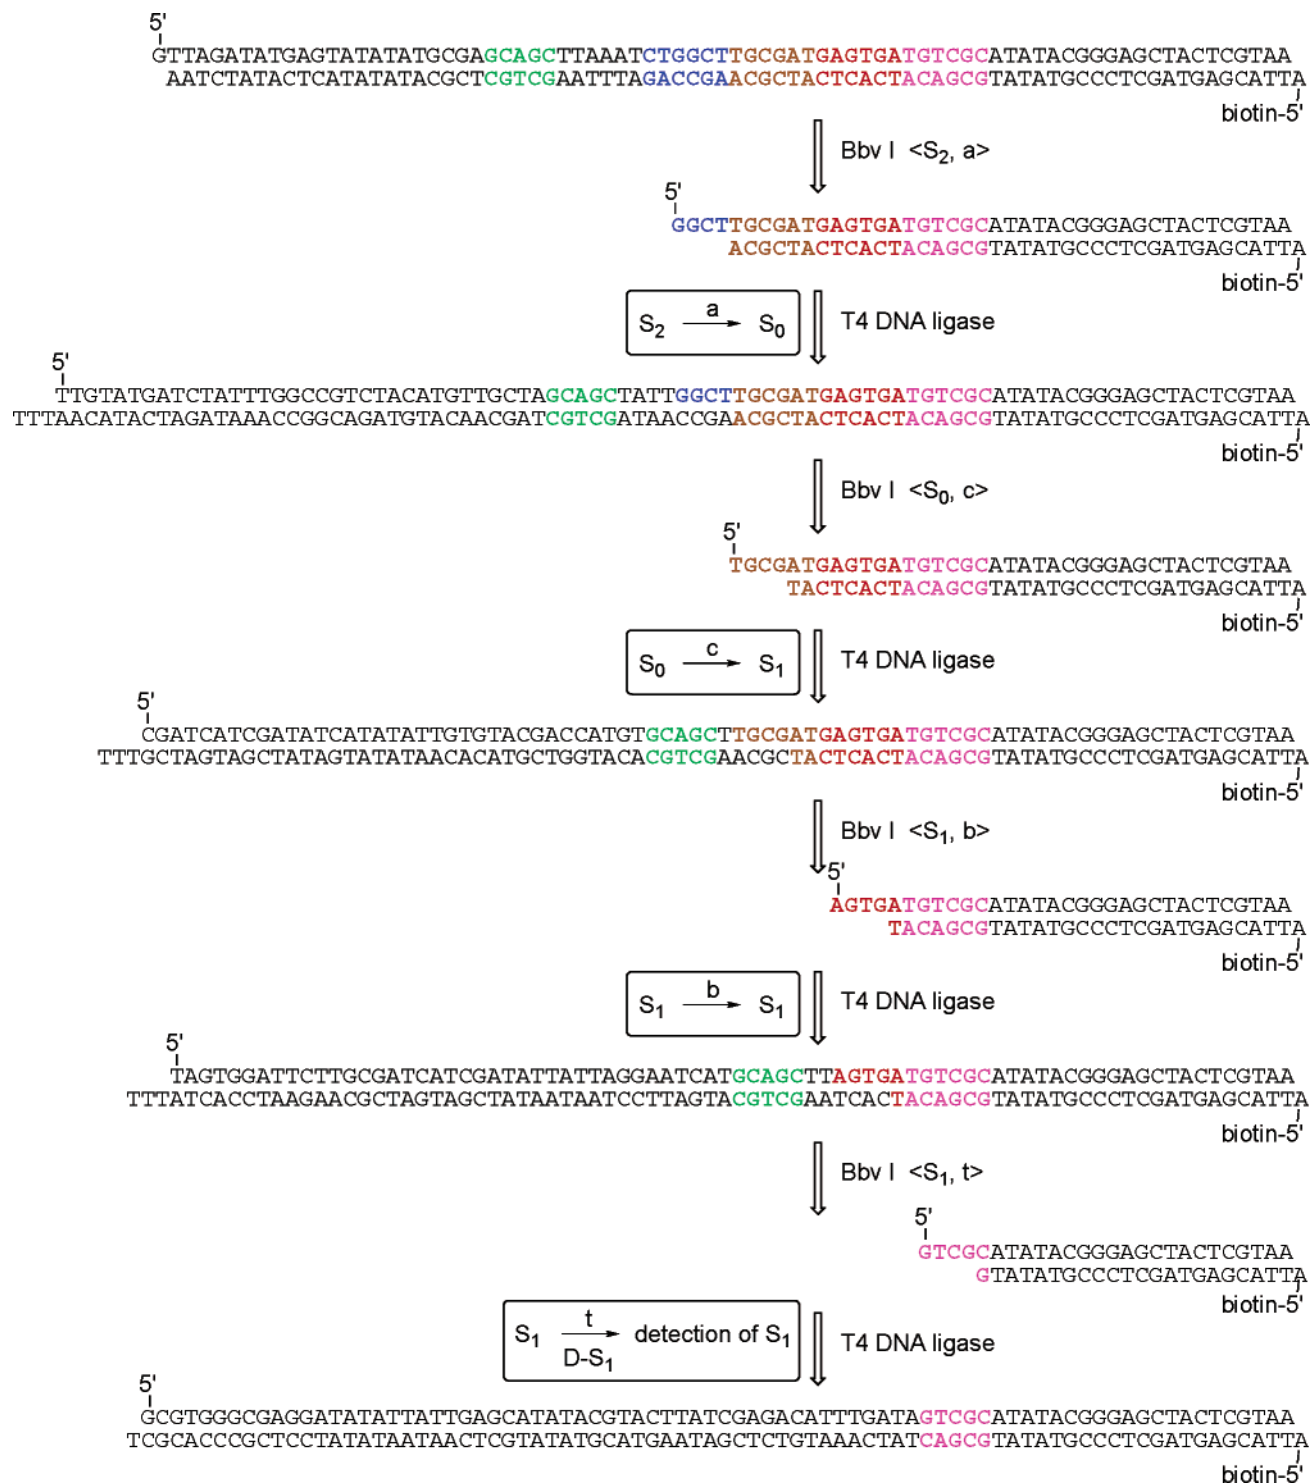 5'
GTTAGATATGAGTATATATGCGAGCAGCTTAAATCTGGCTTGCGATGAGTGATGTCGCATATACGGGAGCTACTCGTAA
AATCTATACTCATATATACGCTCGTCGAATTTAGACCGAACGCTACTCACTACAGCGTATATGCCCTCGATGAGCATTA
biotin-5'
Bbv I <S2, a>
5'
GGCTTGCGATGAGTGATGTCGCATATACGGGAGCTACTCGTAA
ACGCTACTCACTACAGCGTATATGCCCTCGATGAGCATTA
biotin-5'
S2 a S0 T4 DNA ligase
5'
TTGTATGATCTATTTGGCCGTCTACATGTTGCTAGCAGCTATTGGCTTGCGATGAGTGATGTCGCATATACGGGAGCTACTCGTAA
TTTAACATACTAGATAAACCGGCAGATGTACAACGATCGTCGATAACCGAACGCTACTCACTACAGCGTATATGCCCTCGATGAGCATTA
biotin-5'
Bbv I <S0, c>
5'
TGCGATGAGTGATGTCGCATATACGGGAGCTACTCGTAA
TACTCACTACAGCGTATATGCCCTCGATGAGCATTA
biotin-5'
S0 c S1 T4 DNA ligase
5'
CGATCATCGATATCATATATTGTGTACGACCATGTGCAGCTTGCGATGAGTGATGTCGCATATACGGGAGCTACTCGTAA
TTTGCTAGTAGCTATAGTATATAACACATGCTGGTACACGTCGAACGCTACTCACTACAGCGTATATGCCCTCGATGAGCATTA
biotin-5'
Bbv I <S1, b>
5'
AGTGATGTCGCATATACGGGAGCTACTCGTAA
TACAGCGTATATGCCCTCGATGAGCATTA
biotin-5'
S1 b S1 T4 DNA ligase
5'
TAGTGGATTCTTGCGATCATCGATATTATTAGGAATCATGCAGCTTAGTGATGTCGCATATACGGGAGCTACTCGTAA
TTTATCACCTAAGAACGCTAGTAGCTATAATAATCCTTAGTACGTCGAATCACTACAGCGTATATGCCCTCGATGAGCATTA
biotin-5'
Bbv I <S1, t>
5'
GTCGCATATACGGGAGCTACTCGTAA
GTATATGCCCTCGATGAGCATTA
biotin-5'
S1 t D-S1 detection of S1 T4 DNA ligase
5'
GCGTGGGCGAGGATATATTATTGAGCATATACGTACTTATCGAGACATTTGATAGTCGCATATACGGGAGCTACTCGTAA
TCGCACCCGCTCCTATATAATAACTCGTATATGCATGAATAGCTCTGTAAACTATCAGCGTATATGCCCTCGATGAGCATTA
biotin-5'